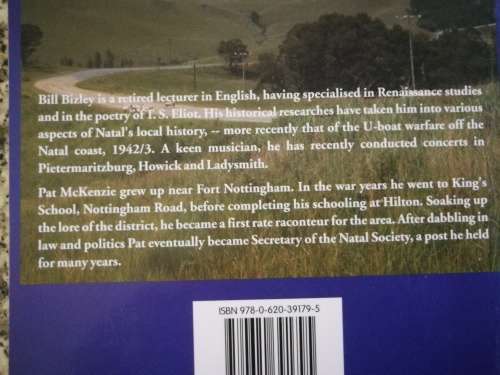 Bill Bizley is a retired lecturer in English, having specialised in Renaissance studies
and in the poetry of T. S. Eliot. His historical researches have taken him into various
aspects of Natal's local history, -- more recently that of the U-boat warfare off the
Natal coast, 1942/3. A keen musician, he has recently conducted concerts in
Pietermaritzburg, Howick and Ladysmith.
Pat McKenzie grew up near Fort Nottingham. In the war years he went to King's
School, Nottingham Road, before completing his schooling at Hilton. Soaking up
the lore of the district, he became a first rate raconteur for the area. After dabbling in
law and politics Pat eventually became Secretary of the Natal Society, a post he held
for many years.
ISBN 978-0-620-39179-5